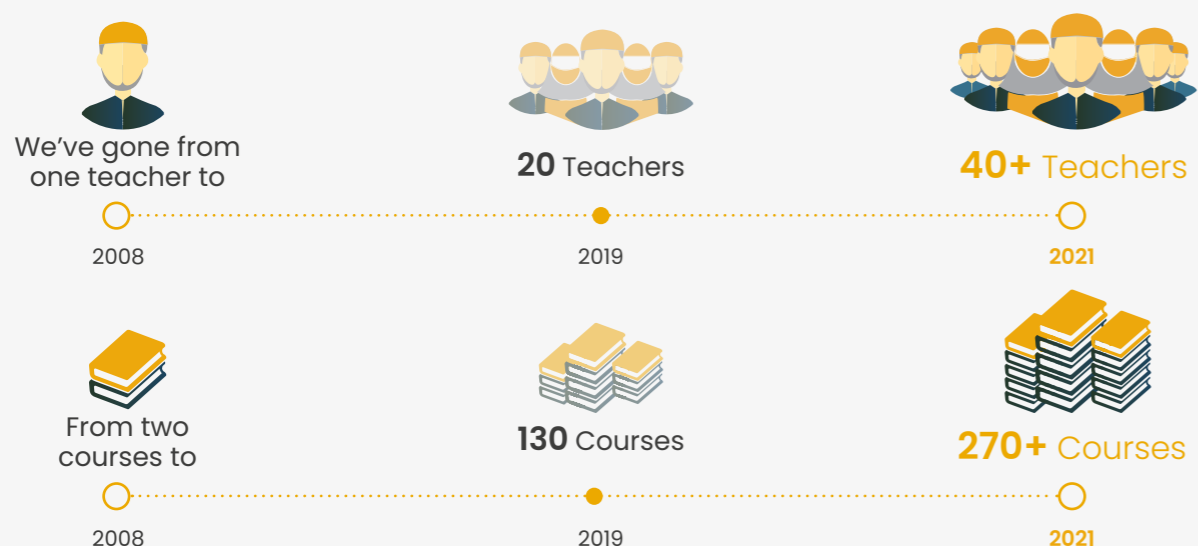 We’ve gone from
one teacher to
20 Teachers
40+ Teachers
2008
2019
2021
From two
courses to
130 Courses
270+ Courses
2008
2019
2021